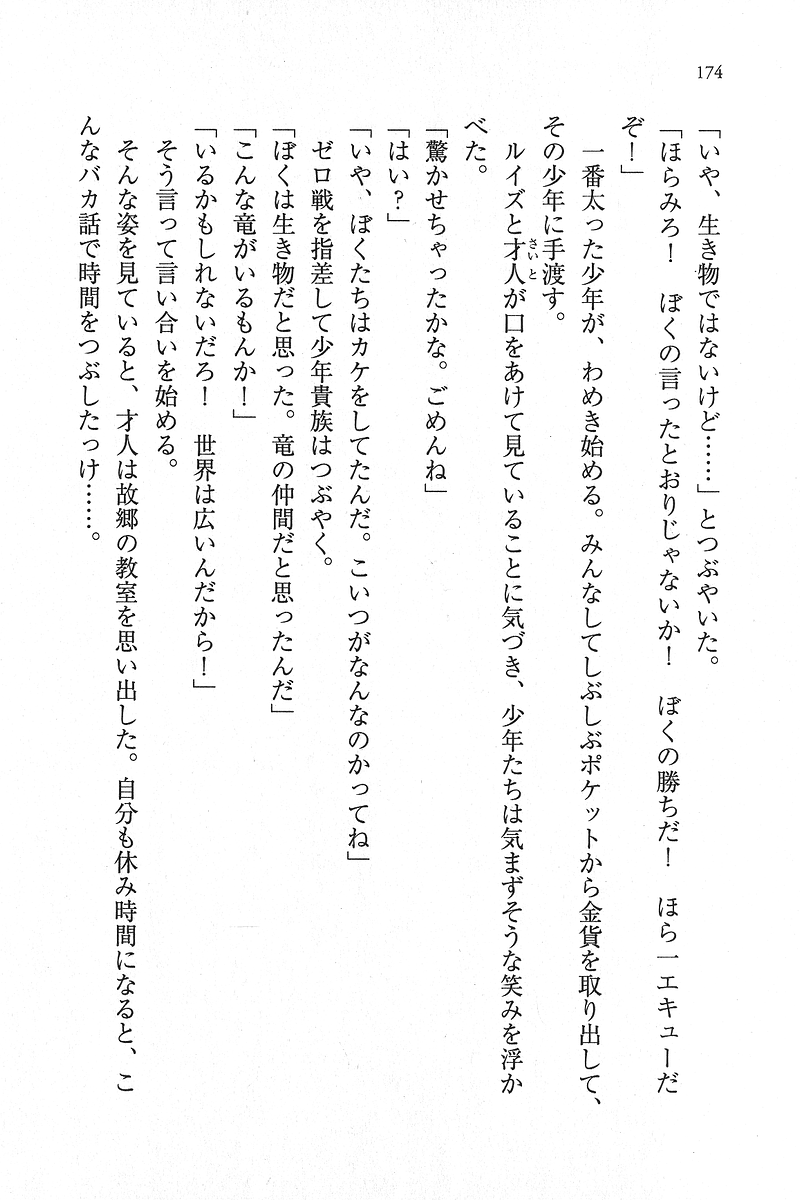 174
「いや、生き物ではないけど……」とつぶやいた。
「ほらみろ！　ぼくの言ったとおりじゃないか！　ぼくの勝ちだ！　ほら一エキューだ
ぞ！」
　一番太った少年が、わめき始める。みんなしてしぶしぶポケットから金貨を取り出して、
その少年に手渡す。
　ルイズと才人が口をあけて見ていることに気づき、少年たちは気まずそうな笑みを浮か
さいと
べた。
「驚かせちゃったかな。ごめんね」
「はい？」
「いや、ぼくたちはカケをしてたんだ。こいつがなんなのかってね」
　ゼロ戦を指差して少年貴族はつぶやく。
「ぼくは生き物だと思った。竜の仲間だと思ったんだ」
「こんな竜がいるもんか！」
「いるかもしれないだろ！　世界は広いんだから！」
　そう言って言い合いを始める。
　そんな姿を見ていると、才人は故郷の教室を思い出した。自分も休み時間になると、こ
んなバカ話で時間をつぶしたっけ……。